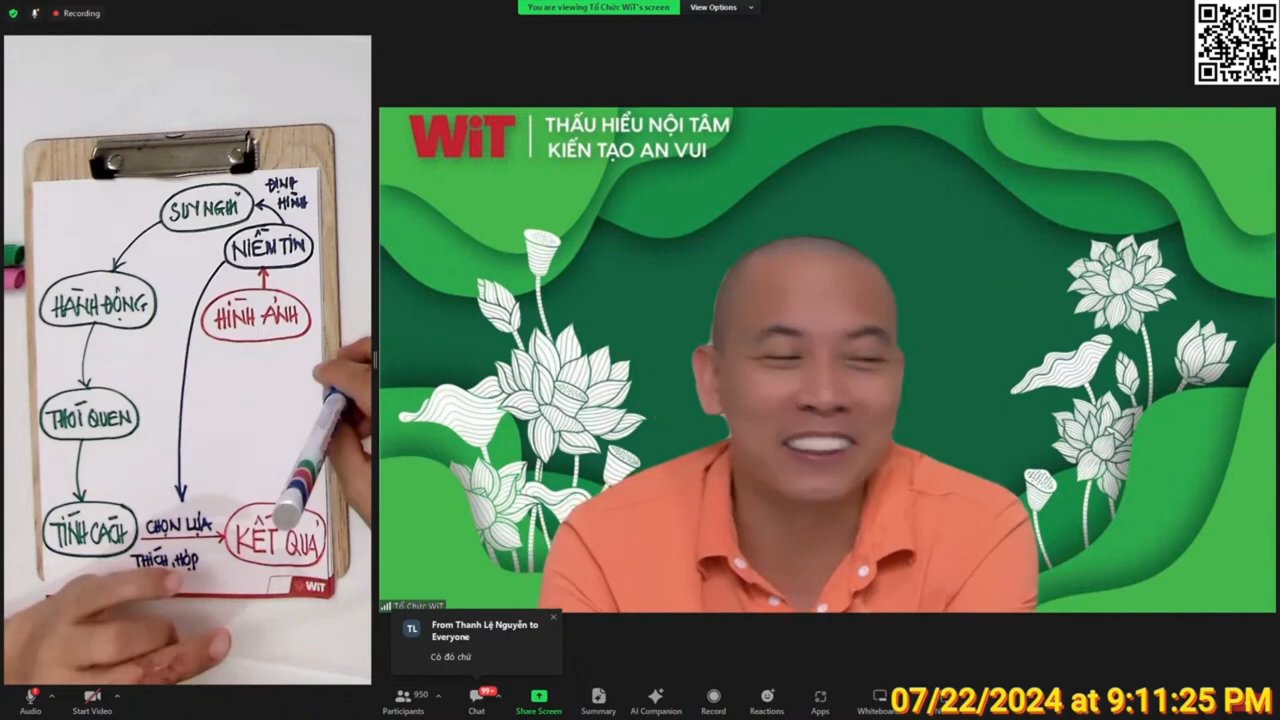 Recording
You are viewing Tổ Chức WiT's screen
View Options
WiT
THẤU HIỂU NỘI TÂM
KIẾN TẠO AN VUI
ĐỊNH
HÌNH
SUY NGHĨ
NIỀM TIN
HÀNH ĐỘNG
HÌNH ẢNH
THÓI QUEN
TÍNH CÁCH
CHỌN LỰA
THÍCH HỢP
KẾT QUẢ
WiT
Tổ Chức WiT
TL
From Thanh Lệ Nguyễn to
Everyone
Có đó chứ
Audio
Start Video
Participants
950
Chat
99+
Share Screen
Summary
AI Companion
Record
Reactions
Apps
Whiteboards
07/22/2024 at 9:11:25 PM